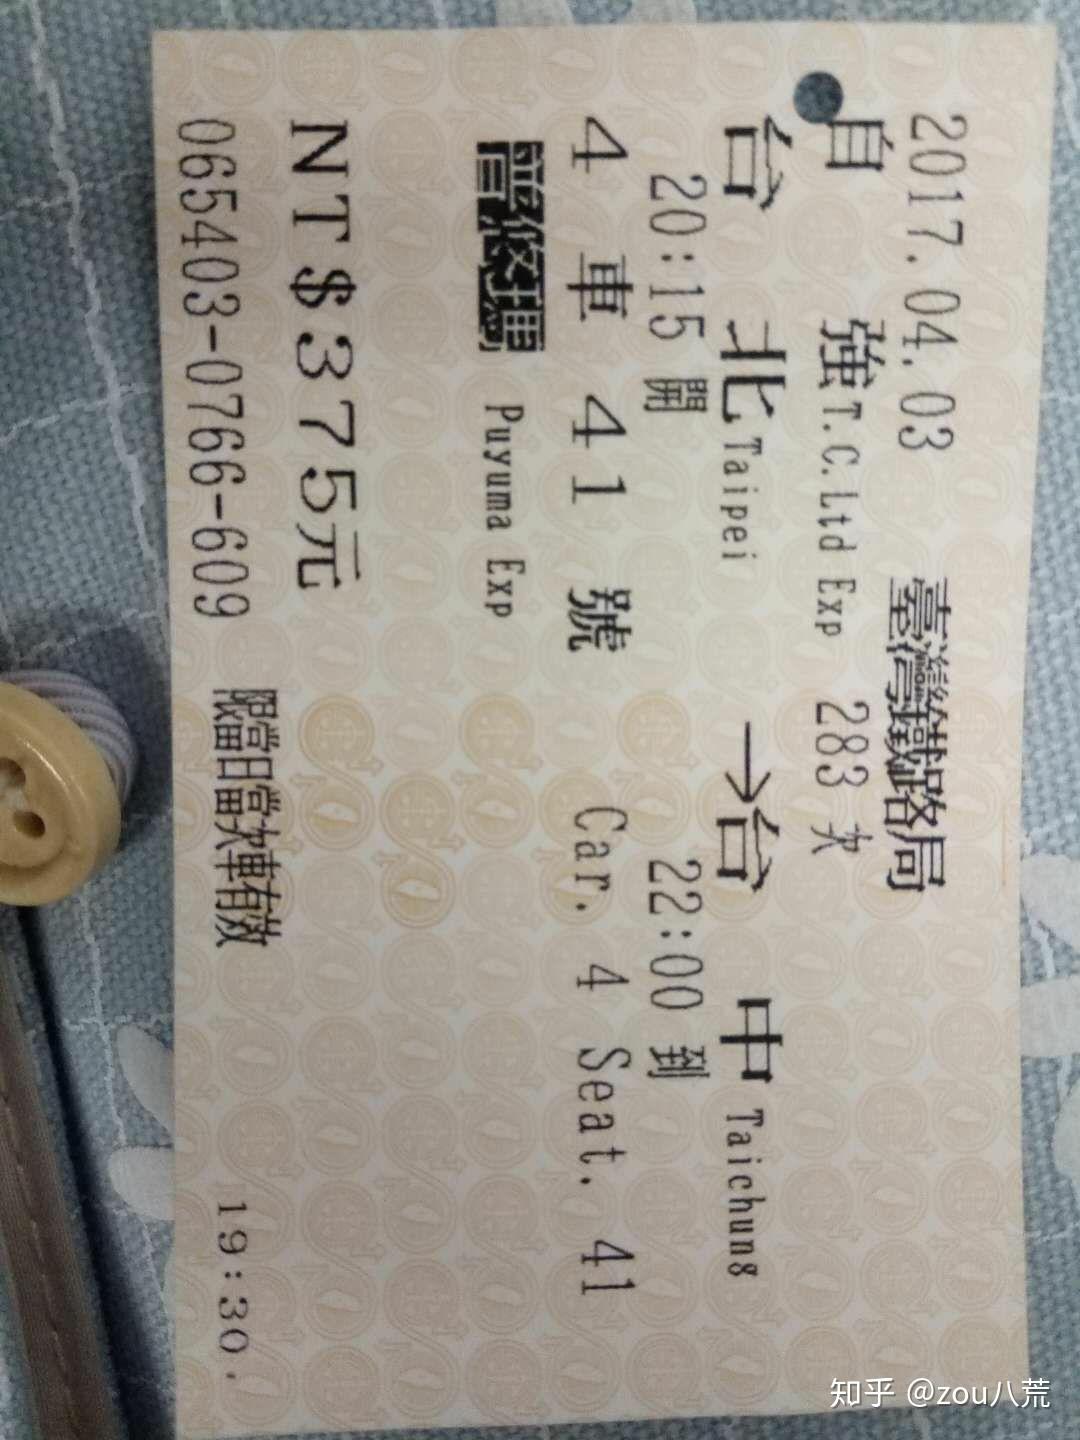 2017.04.03 臺灣鐵路局
自強 T.C.Ltd Exp 283 次
台北 Taipei → 台中 Taichung
20:15 開 22:00 到
4 車 41 號 Car. 4 Seat. 41
Puyuma Exp
NT$375元
限當日當次車有效
065403-0766-609 19:30.
知乎 @zou八荒